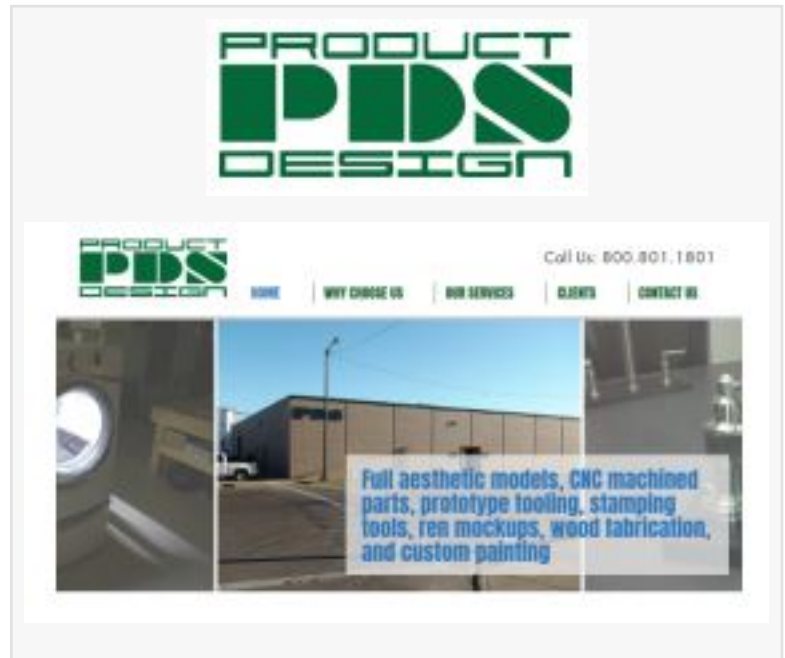 PRODUCT
PDS
DESIGN
PRODUCT
PDS
DESIGN
Call Us: 800.801.1801
HOME
WHY CHOOSE US
OUR SERVICES
CLIENTS
CONTACT US
PDS
Full aesthetic models, CNC machined
parts, prototype tooling, stamping
tools, ren mockups, wood fabrication,
and custom painting